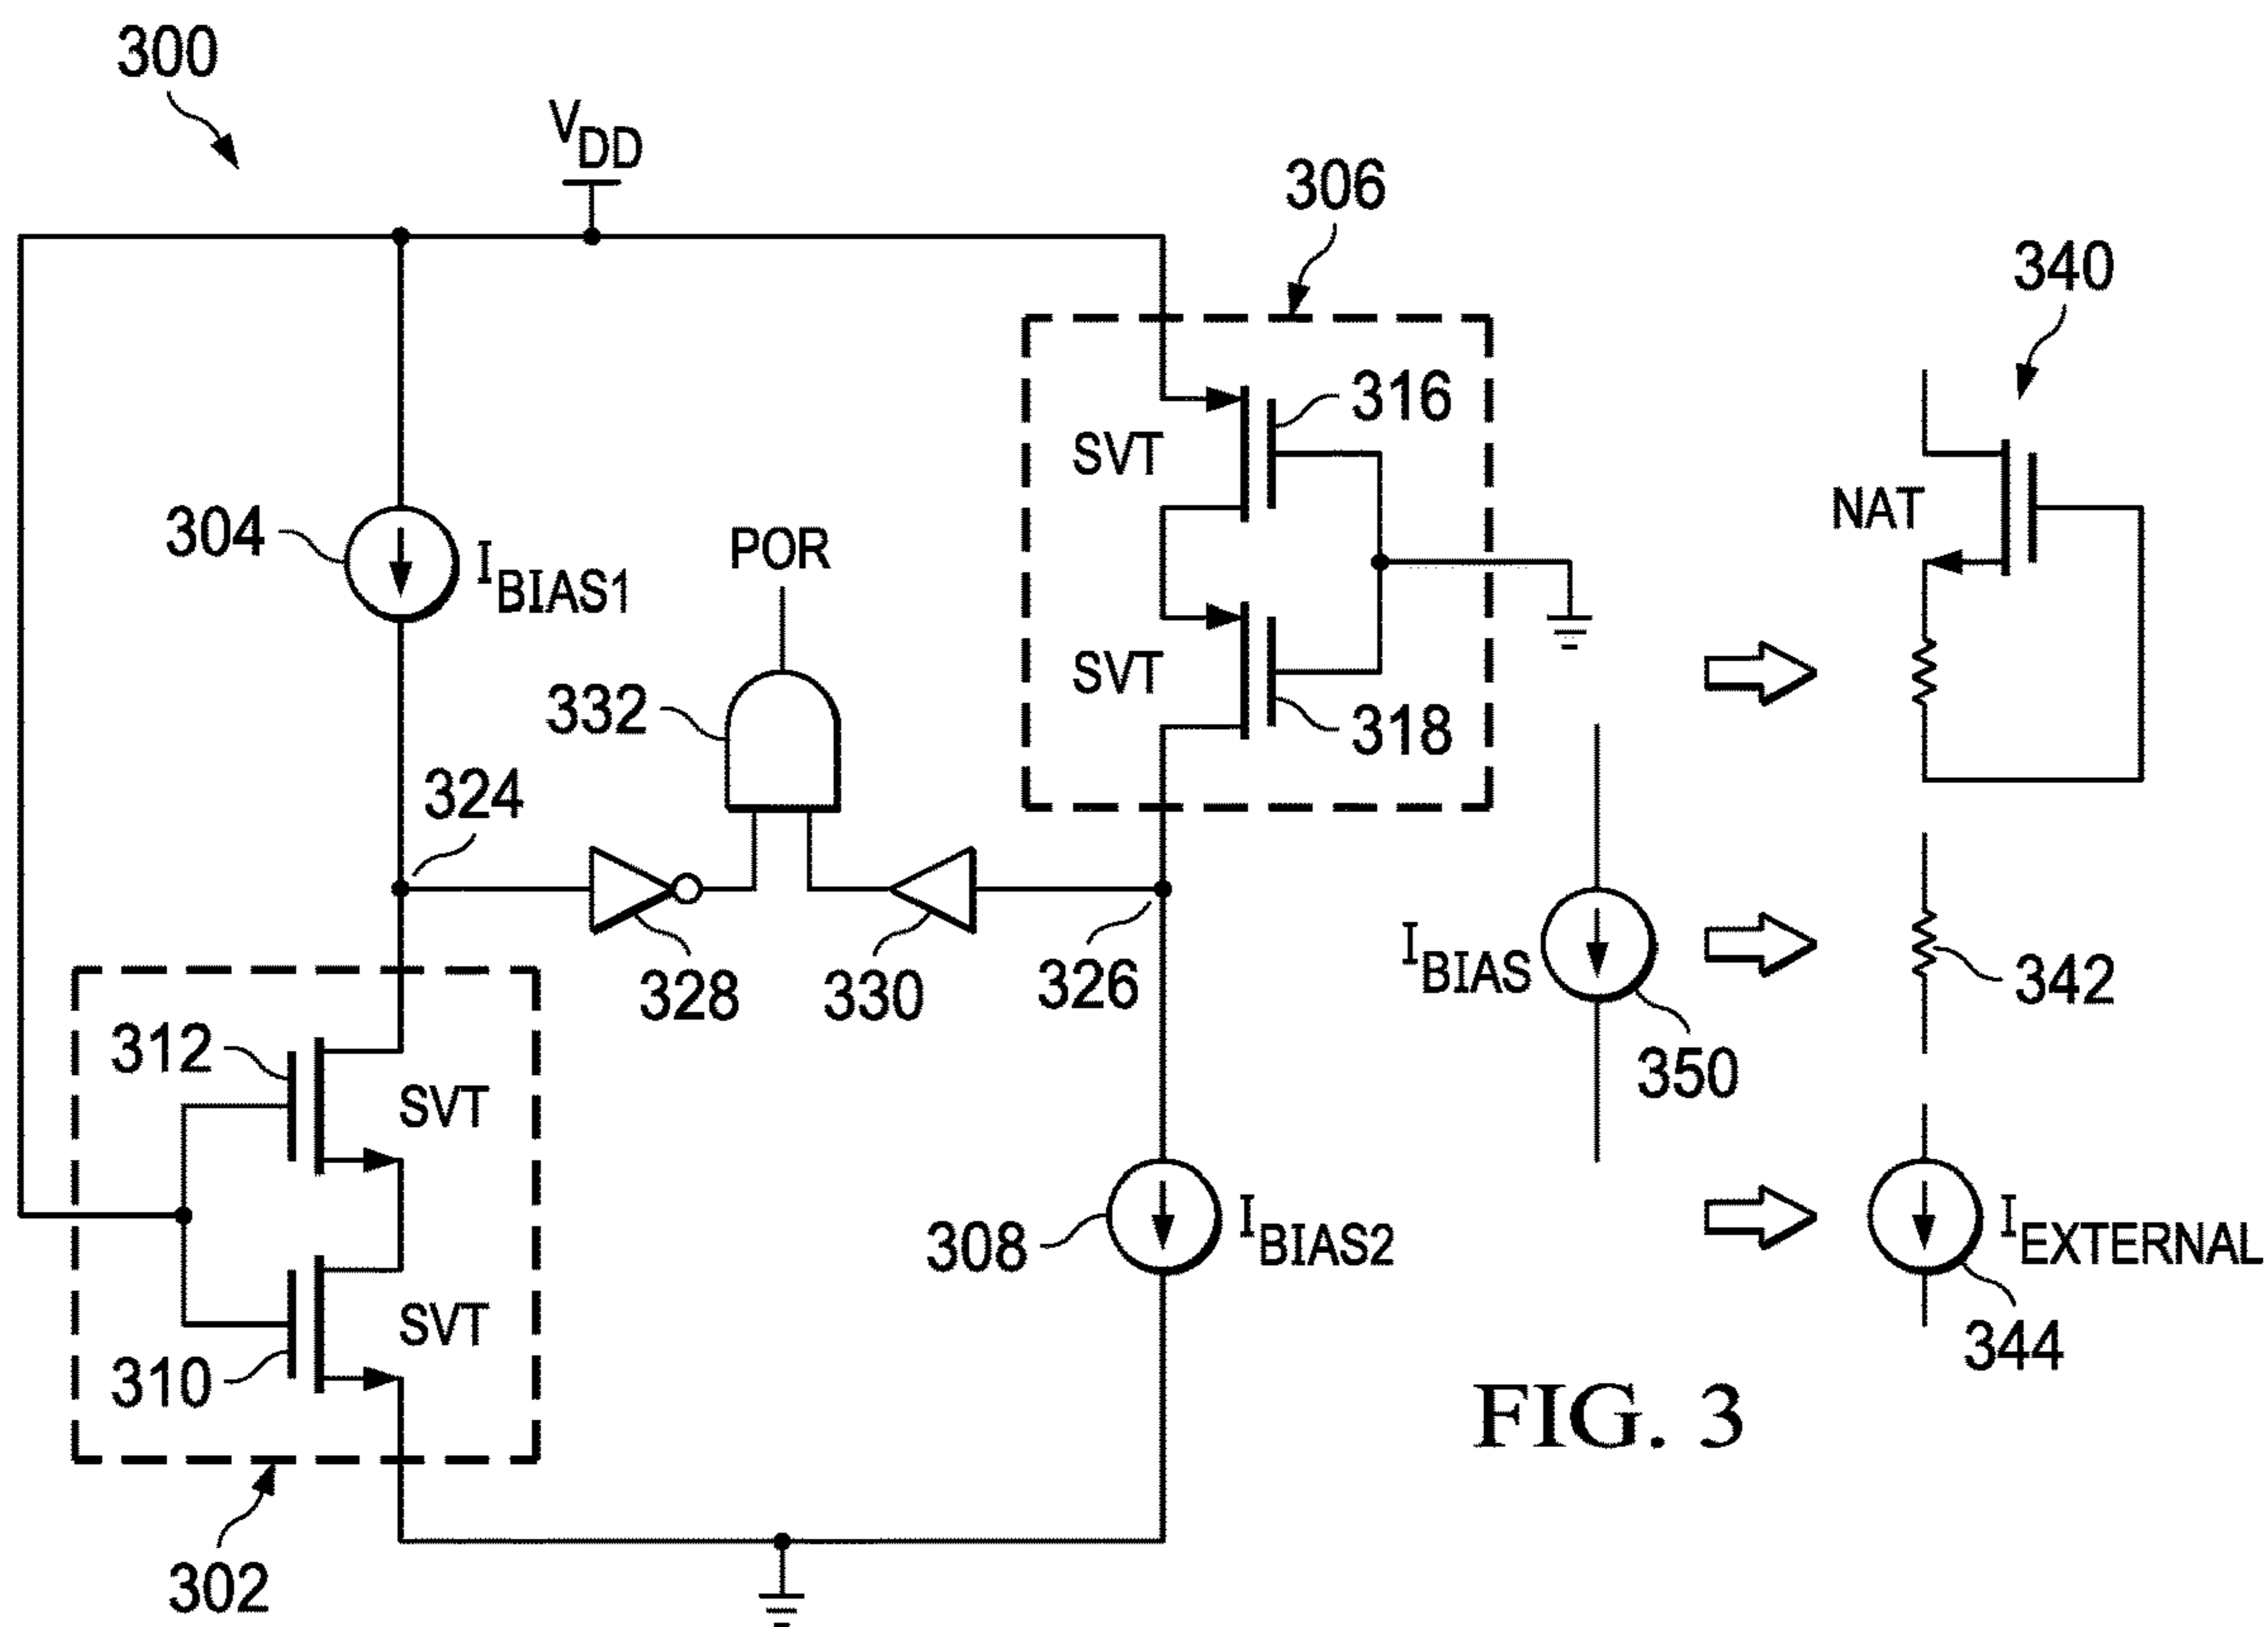 300
VDD
306
340
316
SVT
304
IBIAS1
POR
NAT
332
SVT
318
324
328
330
326
IBIAS
350
342
312
SVT
308
IBIAS2
IEXTERNAL
344
310
SVT
302
FIG. 3